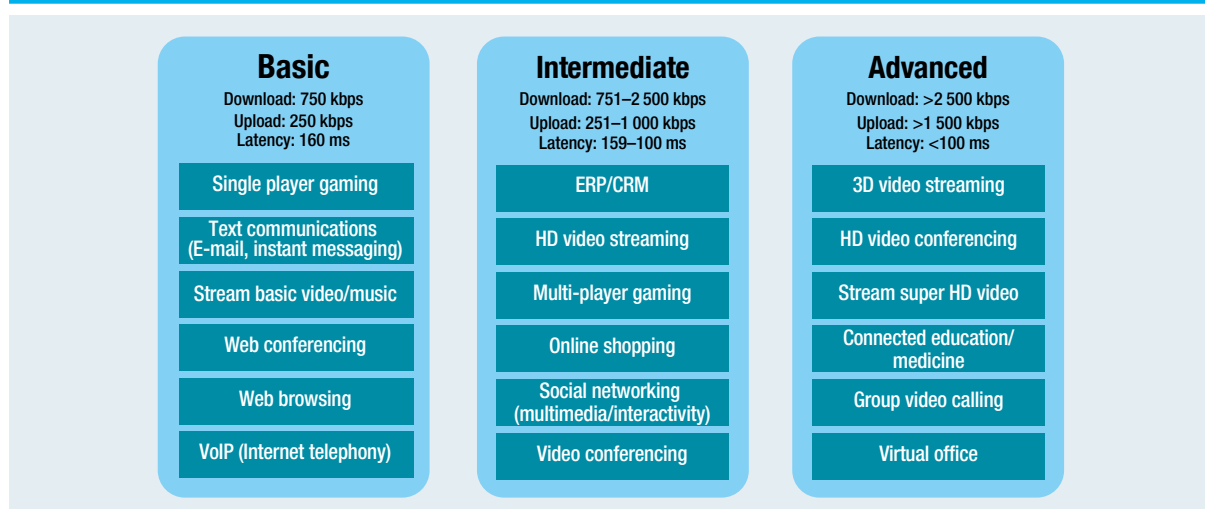 Basic
Download: 750 kbps
Upload: 250 kbps
Latency: 160 ms
Single player gaming
Text communications
(E-mail, instant messaging)
Stream basic video/music
Web conferencing
Web browsing
VoIP (Internet telephony)
Intermediate
Download: 751–2 500 kbps
Upload: 251–1 000 kbps
Latency: 159–100 ms
ERP/CRM
HD video streaming
Multi-player gaming
Online shopping
Social networking
(multimedia/interactivity)
Video conferencing
Advanced
Download: >2 500 kbps
Upload: >1 500 kbps
Latency: <100 ms
3D video streaming
HD video conferencing
Stream super HD video
Connected education/
medicine
Group video calling
Virtual office